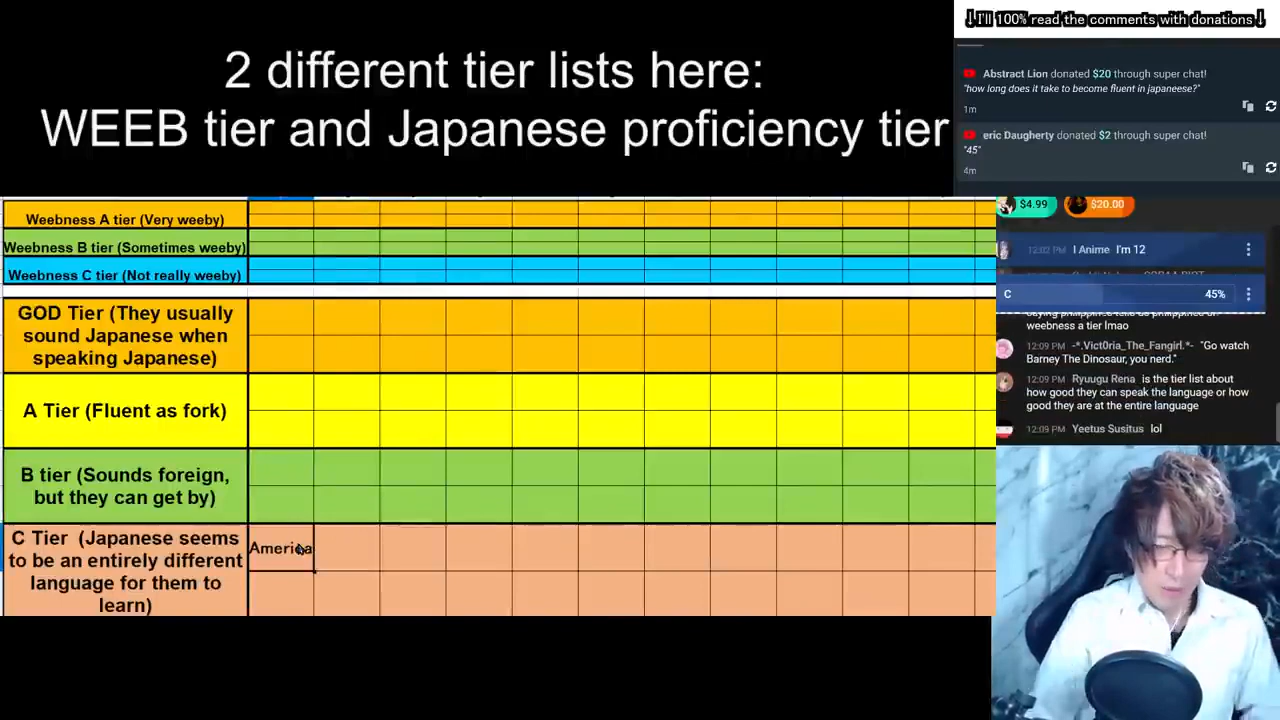 2 different tier lists here:
WEEB tier and Japanese proficiency tier
↓I'll 100% read the comments with donations↓
Abstract Lion donated $20 through super chat!
"how long does it take to become fluent in japaneese?"
1m
eric Daugherty donated $2 through super chat!
"45"
4m
$4.99 $20.00
12:02 PM I Anime I'm 12
C 45%
weebness a tier lmao
12:09 PM -*.Vict0ria_The_Fangirl.*- "Go watch
Barney The Dinosaur, you nerd."
12:09 PM Ryuugu Rena is the tier list about
how good they can speak the language or how
good they are at the entire language
12:09 PM Yeetus Susitus lol
Weebness A tier (Very weeby)
Weebness B tier (Sometimes weeby)
Weebness C tier (Not really weeby)
GOD Tier (They usually
sound Japanese when
speaking Japanese)
A Tier (Fluent as fork)
B tier (Sounds foreign,
but they can get by)
C Tier (Japanese seems
to be an entirely different
language for them to
learn)
America